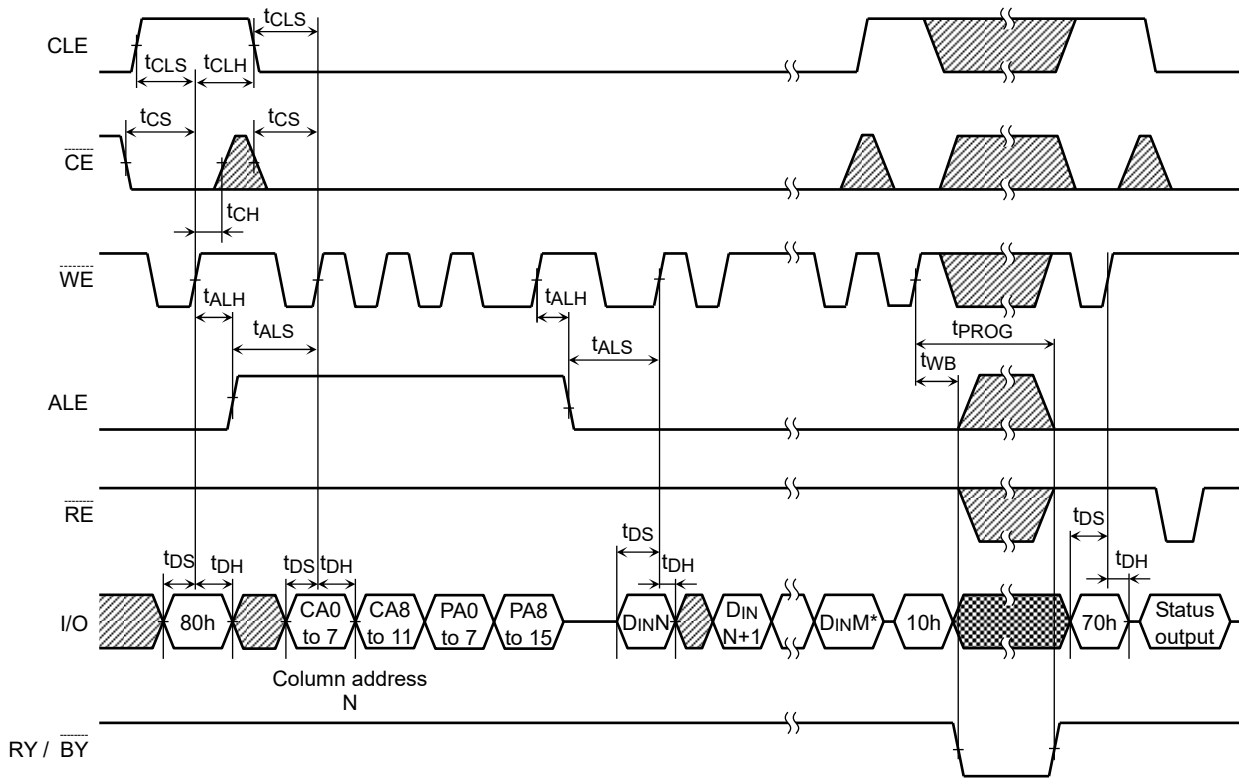 tCLS
CLE
tCLS
tCLH
tCS
tCS
CE
tCH
WE
tALH
tALH
tPROG
tALS
tALS
tWB
ALE
RE
tDS
tDS
tDH
tDS
tDH
tDH
tDH
I/O
80h
CA0
to 7
CA8
to 11
PA0
to 7
PA8
to 15
DINN
DIN
N+1
DINM*
10h
70h
Status
output
Column address
N
RY / BY